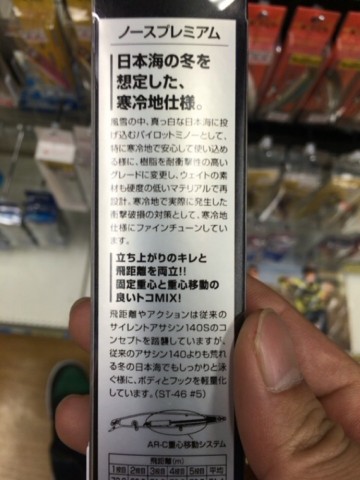 ノースプレミアム
日本海の冬を
想定した、
寒冷地仕様。
風雪の中、真っ白な日本海に投
げ込むパイロットミノーとして、
特に寒冷地で安心して使い込め
る様に、樹脂を耐衝撃性の高い
グレードに変更し、ウェイトの素
材も硬度の低いマテリアルで再
設計。寒冷地で実際に発生した
衝撃破損の対策として、寒冷地
仕様にファインチューンしていま
す。
立ち上がりのキレと
飛距離を両立!!
固定重心と重心移動の
良いトコMIX!
飛距離やアクションは従来の
サイレントアサシン140Sのコ
ンセプトを踏襲していますが、
従来のアサシン140よりも荒れ
る冬の日本海でもしっかりと泳
ぐ様に、ボディとフックを軽量化
しています。(ST-46 #5)
AR-C重心移動システム
飛距離(m)
1投目 2投目 3投目 4投目 5投目 平均